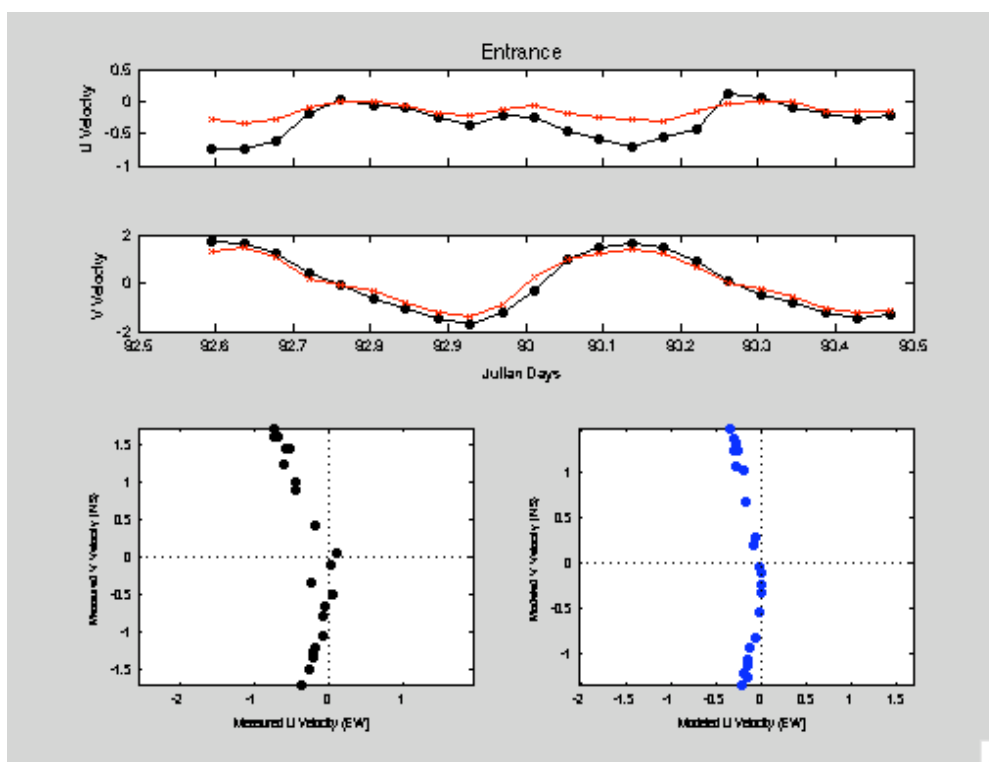 Entrance
0.5
0
-0.5
-1
U Velocity
2
0
-2
V Velocity
92.5 92.6 92.7 92.8 92.9 93 93.1 93.2 93.3 93.4 93.5
Julian Days
1.5
1
0.5
0
-0.5
-1
-1.5
Measured V Velocity (NS)
-2 -1 0 1
Measured U Velocity (EW)
1
0.5
0
-0.5
-1
Modeled V Velocity (NS)
-2 -1.5 -1 -0.5 0 0.5 1 1.5
Modeled U Velocity (EW)